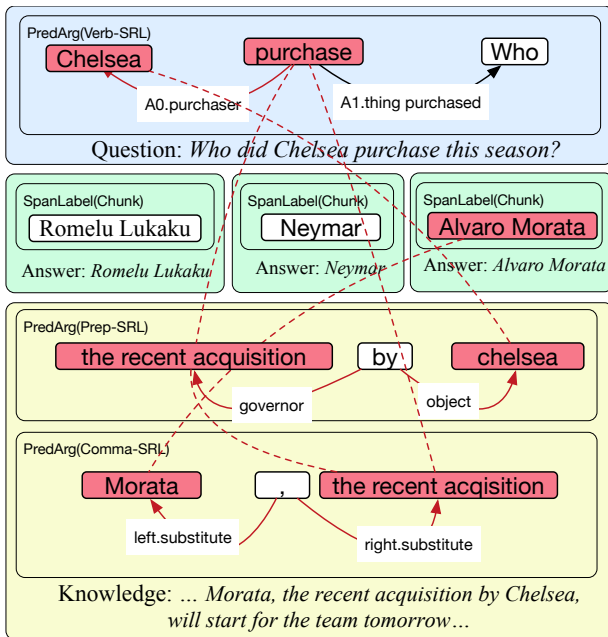 PredArg(Verb-SRL)
Chelsea purchase Who
A0.purchaser A1.thing purchased
Question: Who did Chelsea purchase this season?
SpanLabel(Chunk) SpanLabel(Chunk) SpanLabel(Chunk)
Romelu Lukaku Neymar Alvaro Morata
Answer: Romelu Lukaku Answer: Neymar Answer: Alvaro Morata
PredArg(Prep-SRL)
the recent acquisition by chelsea
governor object
PredArg(Comma-SRL)
Morata , the recent acqisition
left.substitute right.substitute
Knowledge: ... Morata, the recent acquisition by Chelsea,
will start for the team tomorrow...